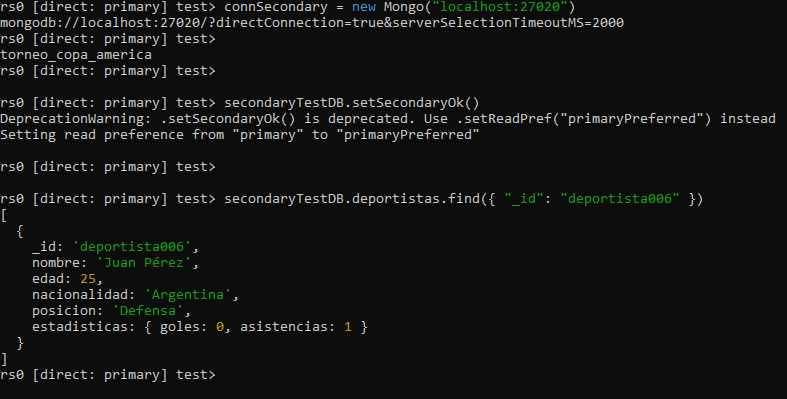 rs0 [direct: primary] test> connSecondary = new Mongo("localhost:27020")
mongodb://localhost:27020/?directConnection=true&serverSelectionTimeoutMS=2000
rs0 [direct: primary] test>
torneo_copa_america
rs0 [direct: primary] test>
rs0 [direct: primary] test> secondaryTestDB.setSecondaryOk()
DeprecationWarning: .setSecondaryOk() is deprecated. Use .setReadPref("primaryPreferred") instead
Setting read preference from "primary" to "primaryPreferred"
rs0 [direct: primary] test>
rs0 [direct: primary] test> secondaryTestDB.deportistas.find({ "_id": "deportista006" })
[
  {
    _id: 'deportista006',
    nombre: 'Juan Pérez',
    edad: 25,
    nacionalidad: 'Argentina',
    posicion: 'Defensa',
    estadisticas: { goles: 0, asistencias: 1 }
  }
]
rs0 [direct: primary] test>